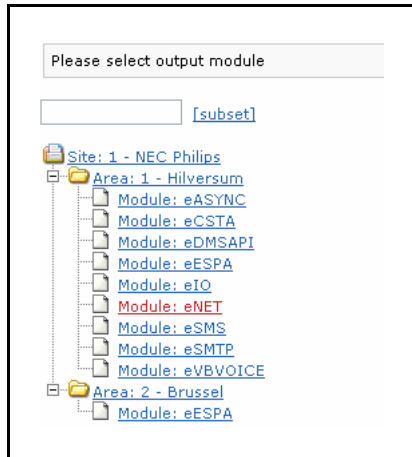 Please select output module
[subset]
Site: 1 - NEC Philips
Area: 1 - Hilversum
Module: eASYNC
Module: eCSTA
Module: eDMSAPI
Module: eESPA
Module: eIO
Module: eNET
Module: eSMS
Module: eSMTP
Module: eVBVOICE
Area: 2 - Brussel
Module: eESPA